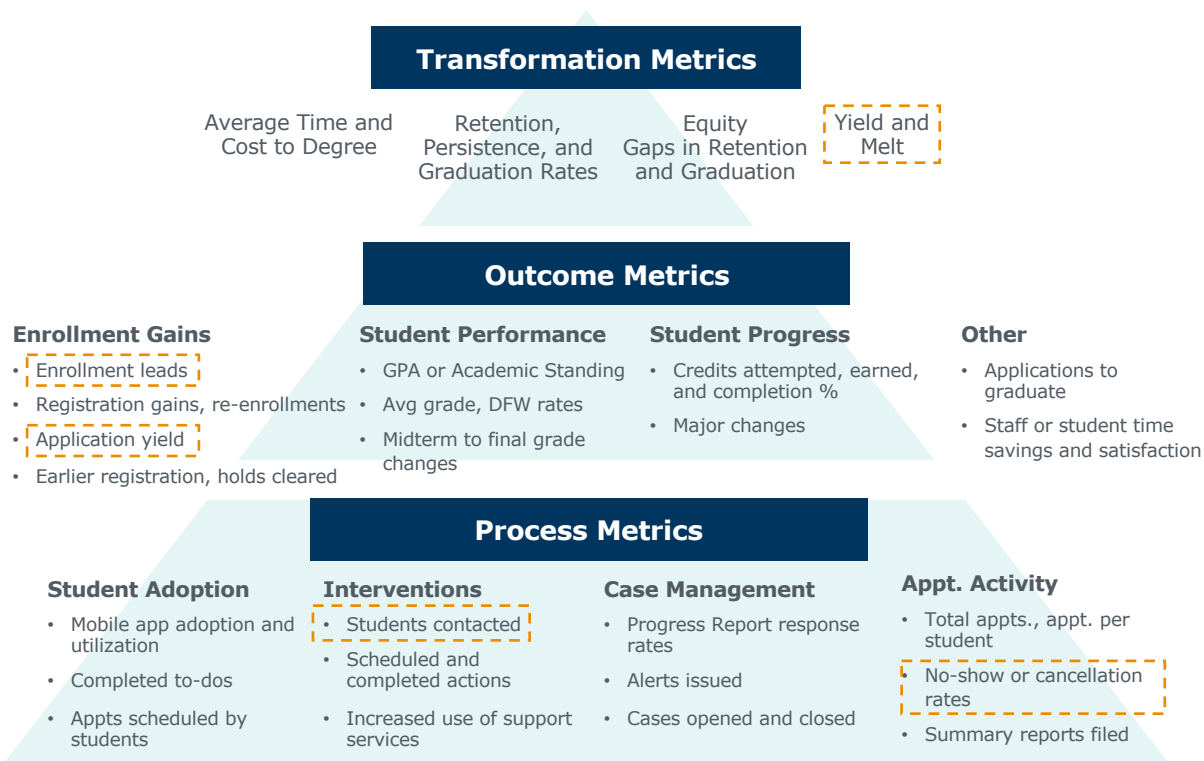 Transformation Metrics
Average Time and
Cost to Degree
Retention,
Persistence, and
Graduation Rates
Equity
Gaps in Retention
and Graduation
Yield and
Melt
Outcome Metrics
Enrollment Gains
• Enrollment leads
• Registration gains, re-enrollments
• Application yield
• Earlier registration, holds cleared
Student Performance
• GPA or Academic Standing
• Avg grade, DFW rates
• Midterm to final grade
changes
Student Progress
• Credits attempted, earned,
and completion %
• Major changes
Other
• Applications to
graduate
• Staff or student time
savings and satisfaction
Process Metrics
Student Adoption
• Mobile app adoption and
utilization
• Completed to-dos
• Appts scheduled by
students
Interventions
• Students contacted
• Scheduled and
completed actions
• Increased use of support
services
Case Management
• Progress Report response
rates
• Alerts issued
• Cases opened and closed
Appt. Activity
• Total appts., appt. per
student
• No-show or cancellation
rates
• Summary reports filed